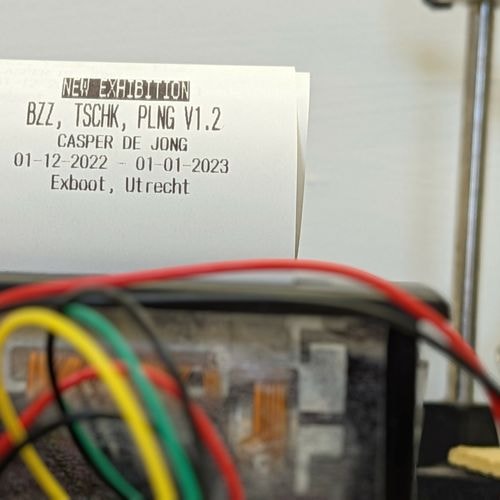 NEW EXHIBITION
BZZ, TSCHK, PLNG V1.2
CASPER DE JONG
01-12-2022 - 01-01-2023
Exboot, Utrecht